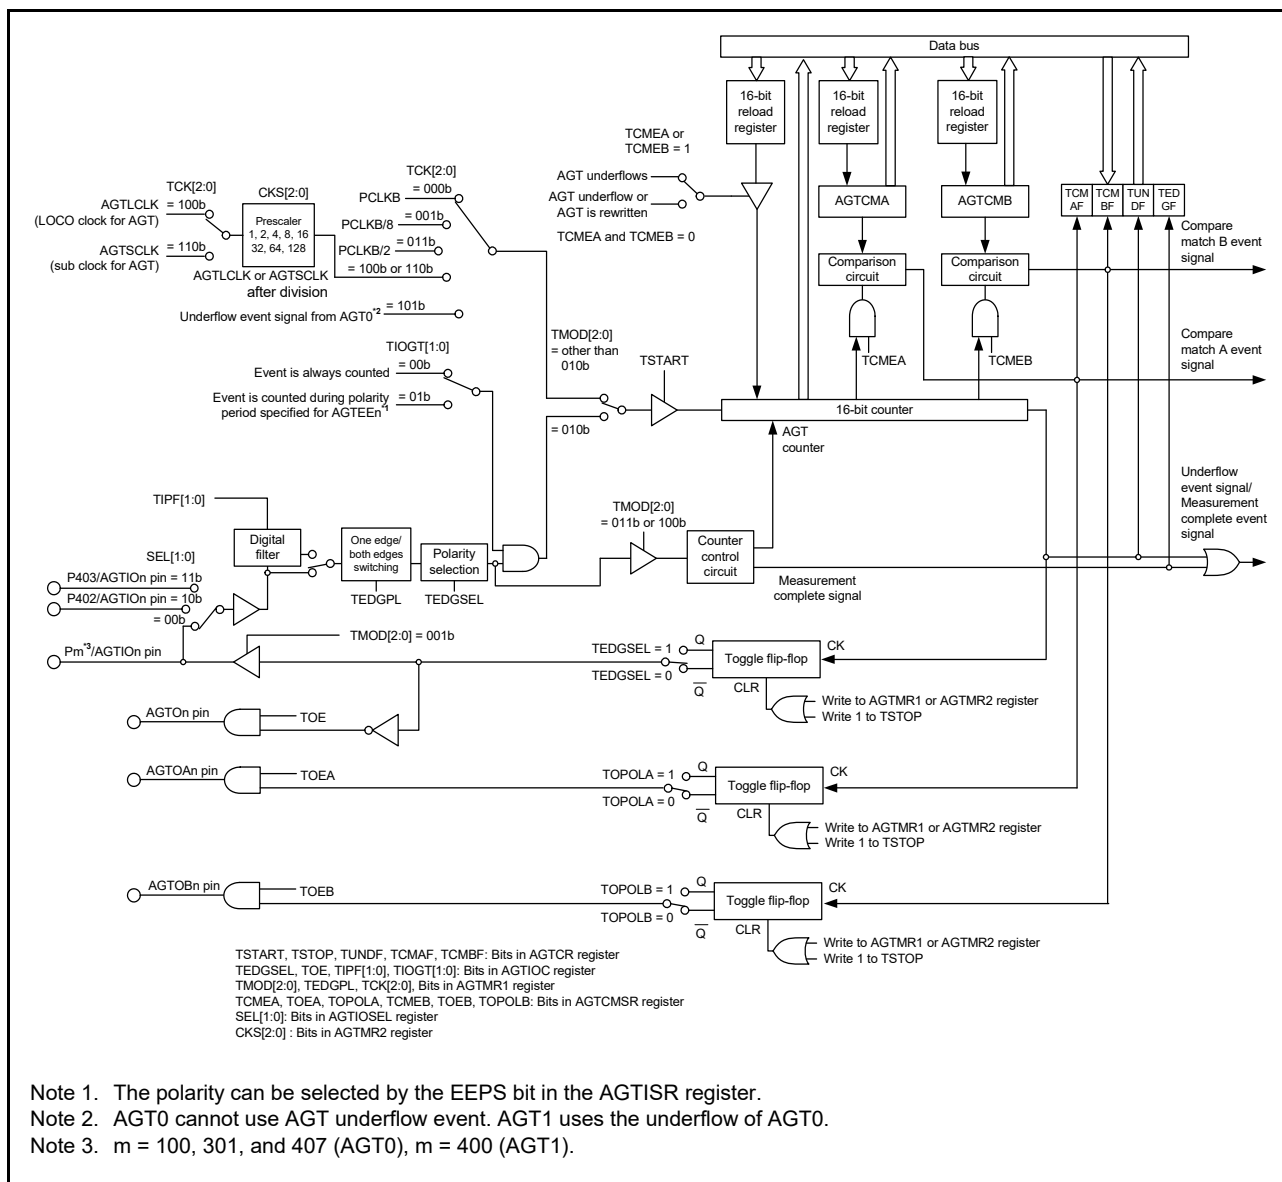 Data bus
16-bit
reload
register
16-bit
reload
register
16-bit
reload
register
TCMEA or
TCMEB = 1
AGT underflows
AGT underflow or
AGT is rewritten
TCMEA and TCMEB = 0
AGTCMA
AGTCMB
TCM
AF
TCM
BF
TUN
DF
TED
GF
Comparison
circuit
Comparison
circuit
TCMEA
TCMEB
Compare
match B event
signal
Compare
match A event
signal
TCK[2:0]
AGTLCLK
(LOCO clock for AGT)
= 100b
AGTSCLK
(sub clock for AGT)
= 110b
CKS[2:0]
Prescaler
1, 2, 4, 8, 16
32, 64, 128
AGTLCLK or AGTSCLK
after division
TCK[2:0]
PCLKB
= 000b
PCLKB/8
= 001b
PCLKB/2
= 011b
= 100b or 110b
Underflow event signal from AGT0*2
= 101b
TIOGT[1:0]
Event is always counted
= 00b
Event is counted during polarity
period specified for AGTEEn*1
= 01b
TMOD[2:0]
= other than
010b
= 010b
TSTART
16-bit counter
AGT
counter
TIPF[1:0]
Digital
filter
SEL[1:0]
P403/AGTIOn pin = 11b
P402/AGTIOn pin = 10b
= 00b
Pm*3/AGTIOn pin
One edge/
both edges
switching
TEDGPL
Polarity
selection
TEDGSEL
TMOD[2:0]
= 011b or 100b
Counter
control
circuit
Measurement
complete signal
Underflow
event signal/
Measurement
complete event
signal
TMOD[2:0] = 001b
TEDGSEL = 1
TEDGSEL = 0
Q
Q
Toggle flip-flop
CK
CLR
Write to AGTMR1 or AGTMR2 register
Write 1 to TSTOP
AGTOn pin
TOE
AGTOAn pin
TOEA
TOPOLA = 1
TOPOLA = 0
Q
Q
Toggle flip-flop
CK
CLR
Write to AGTMR1 or AGTMR2 register
Write 1 to TSTOP
AGTOBn pin
TOEB
TOPOLB = 1
TOPOLB = 0
Q
Q
Toggle flip-flop
CK
CLR
Write to AGTMR1 or AGTMR2 register
Write 1 to TSTOP
TSTART, TSTOP, TUNDF, TCMAF, TCMBF: Bits in AGTCR register
TEDGSEL, TOE, TIPF[1:0], TIOGT[1:0]: Bits in AGTIOC register
TMOD[2:0], TEDGPL, TCK[2:0], Bits in AGTMR1 register
TCMEA, TOEA, TOPOLA, TCMEB, TOEB, TOPOLB: Bits in AGTCMSR register
SEL[1:0]: Bits in AGTIOSEL register
CKS[2:0] : Bits in AGTMR2 register
Note 1. The polarity can be selected by the EEPS bit in the AGTISR register.
Note 2. AGT0 cannot use AGT underflow event. AGT1 uses the underflow of AGT0.
Note 3. m = 100, 301, and 407 (AGT0), m = 400 (AGT1).